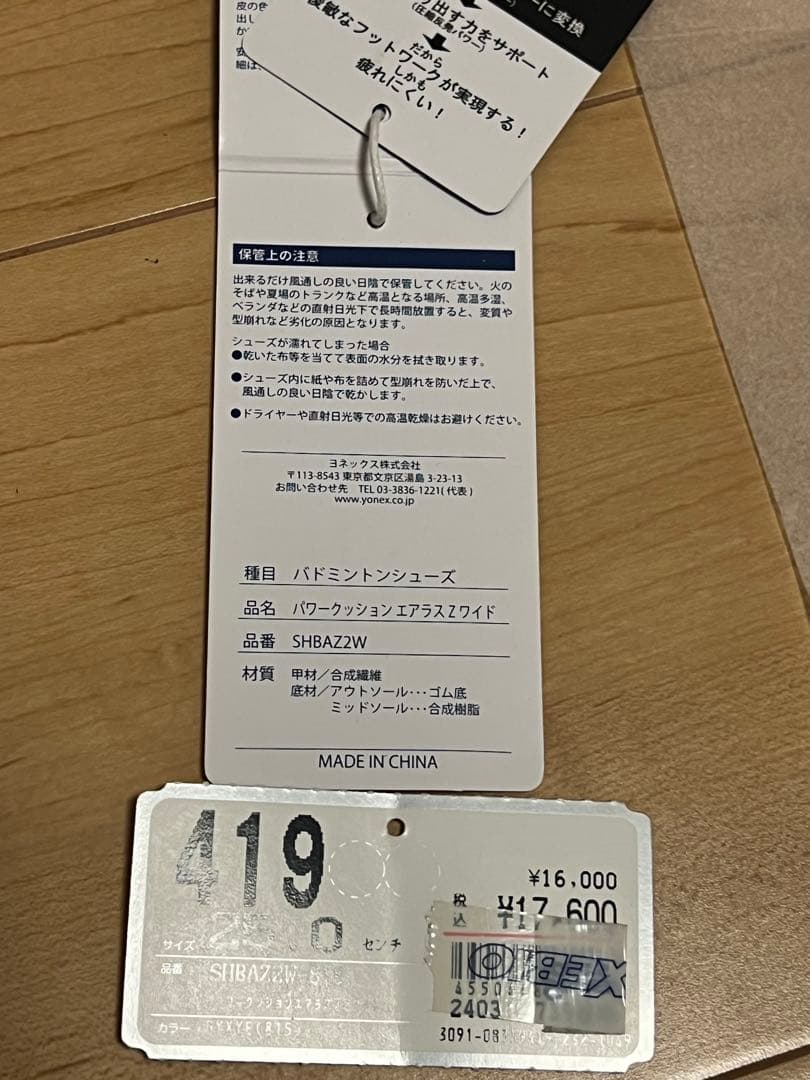 に変換
出す力をサポート
(圧縮反発パワー)
だから
敏なフットワークが実現する!
しかも
疲れにくい!
皮の色
出し
か
細は、
保管上の注意
出来るだけ風通しの良い日陰で保管してください。火の
そばや夏場のトランクなど高温となる場所、高温多湿、
ベランダなどの直射日光下で長時間放置すると、変質や
型崩れなど劣化の原因となります。
シューズが濡れてしまった場合
●乾いた布等を当てて表面の水分を拭き取ります。
●シューズ内に紙や布を詰めて型崩れを防いだ上で、
風通しの良い日陰で乾かします。
●ドライヤーや直射日光等での高温乾燥はお避けください。
ヨネックス株式会社
〒113-8543 東京都文京区湯島 3-23-13
お問い合わせ先 TEL 03-3836-1221(代表)
www.yonex.co.jp
種目 バドミントンシューズ
品名 パワークッション エアラスZワイド
品番 SHBAZ2W
材質 甲材/合成繊維
底材/アウトソール・・・ゴム底
ミッドソール・・・合成樹脂
MADE IN CHINA
419
¥16,000
税込 ¥17,600
サイズ .0 センチ
品番 SHBAZ2W
カラー
XEBIO
2403